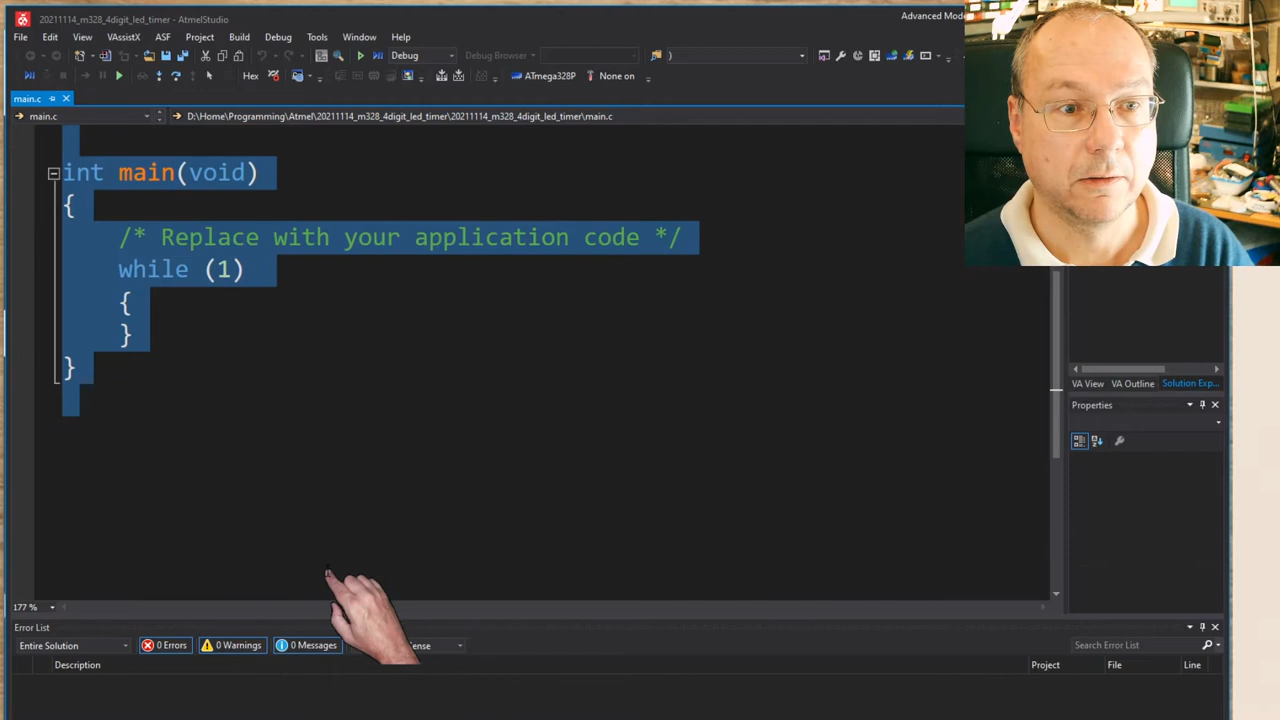 20211114_m328_4digit_led_timer - AtmelStudio
Advanced Mod
File Edit View VAssistX ASF Project Build Debug Tools Window Help
Debug Debug Browser )
Hex ATmega328P None on
main.c
main.c D:\Home\Programming\Atmel\20211114_m328_4digit_led_timer\20211114_m328_4digit_led_timer\main.c
int main(void)
{
/* Replace with your application code */
while (1)
{
}
}
VA View VA Outline Solution Exp...
Properties
177 %
Error List
Entire Solution 0 Errors 0 Warnings 0 Messages ense Search Error List
Description Project File Line